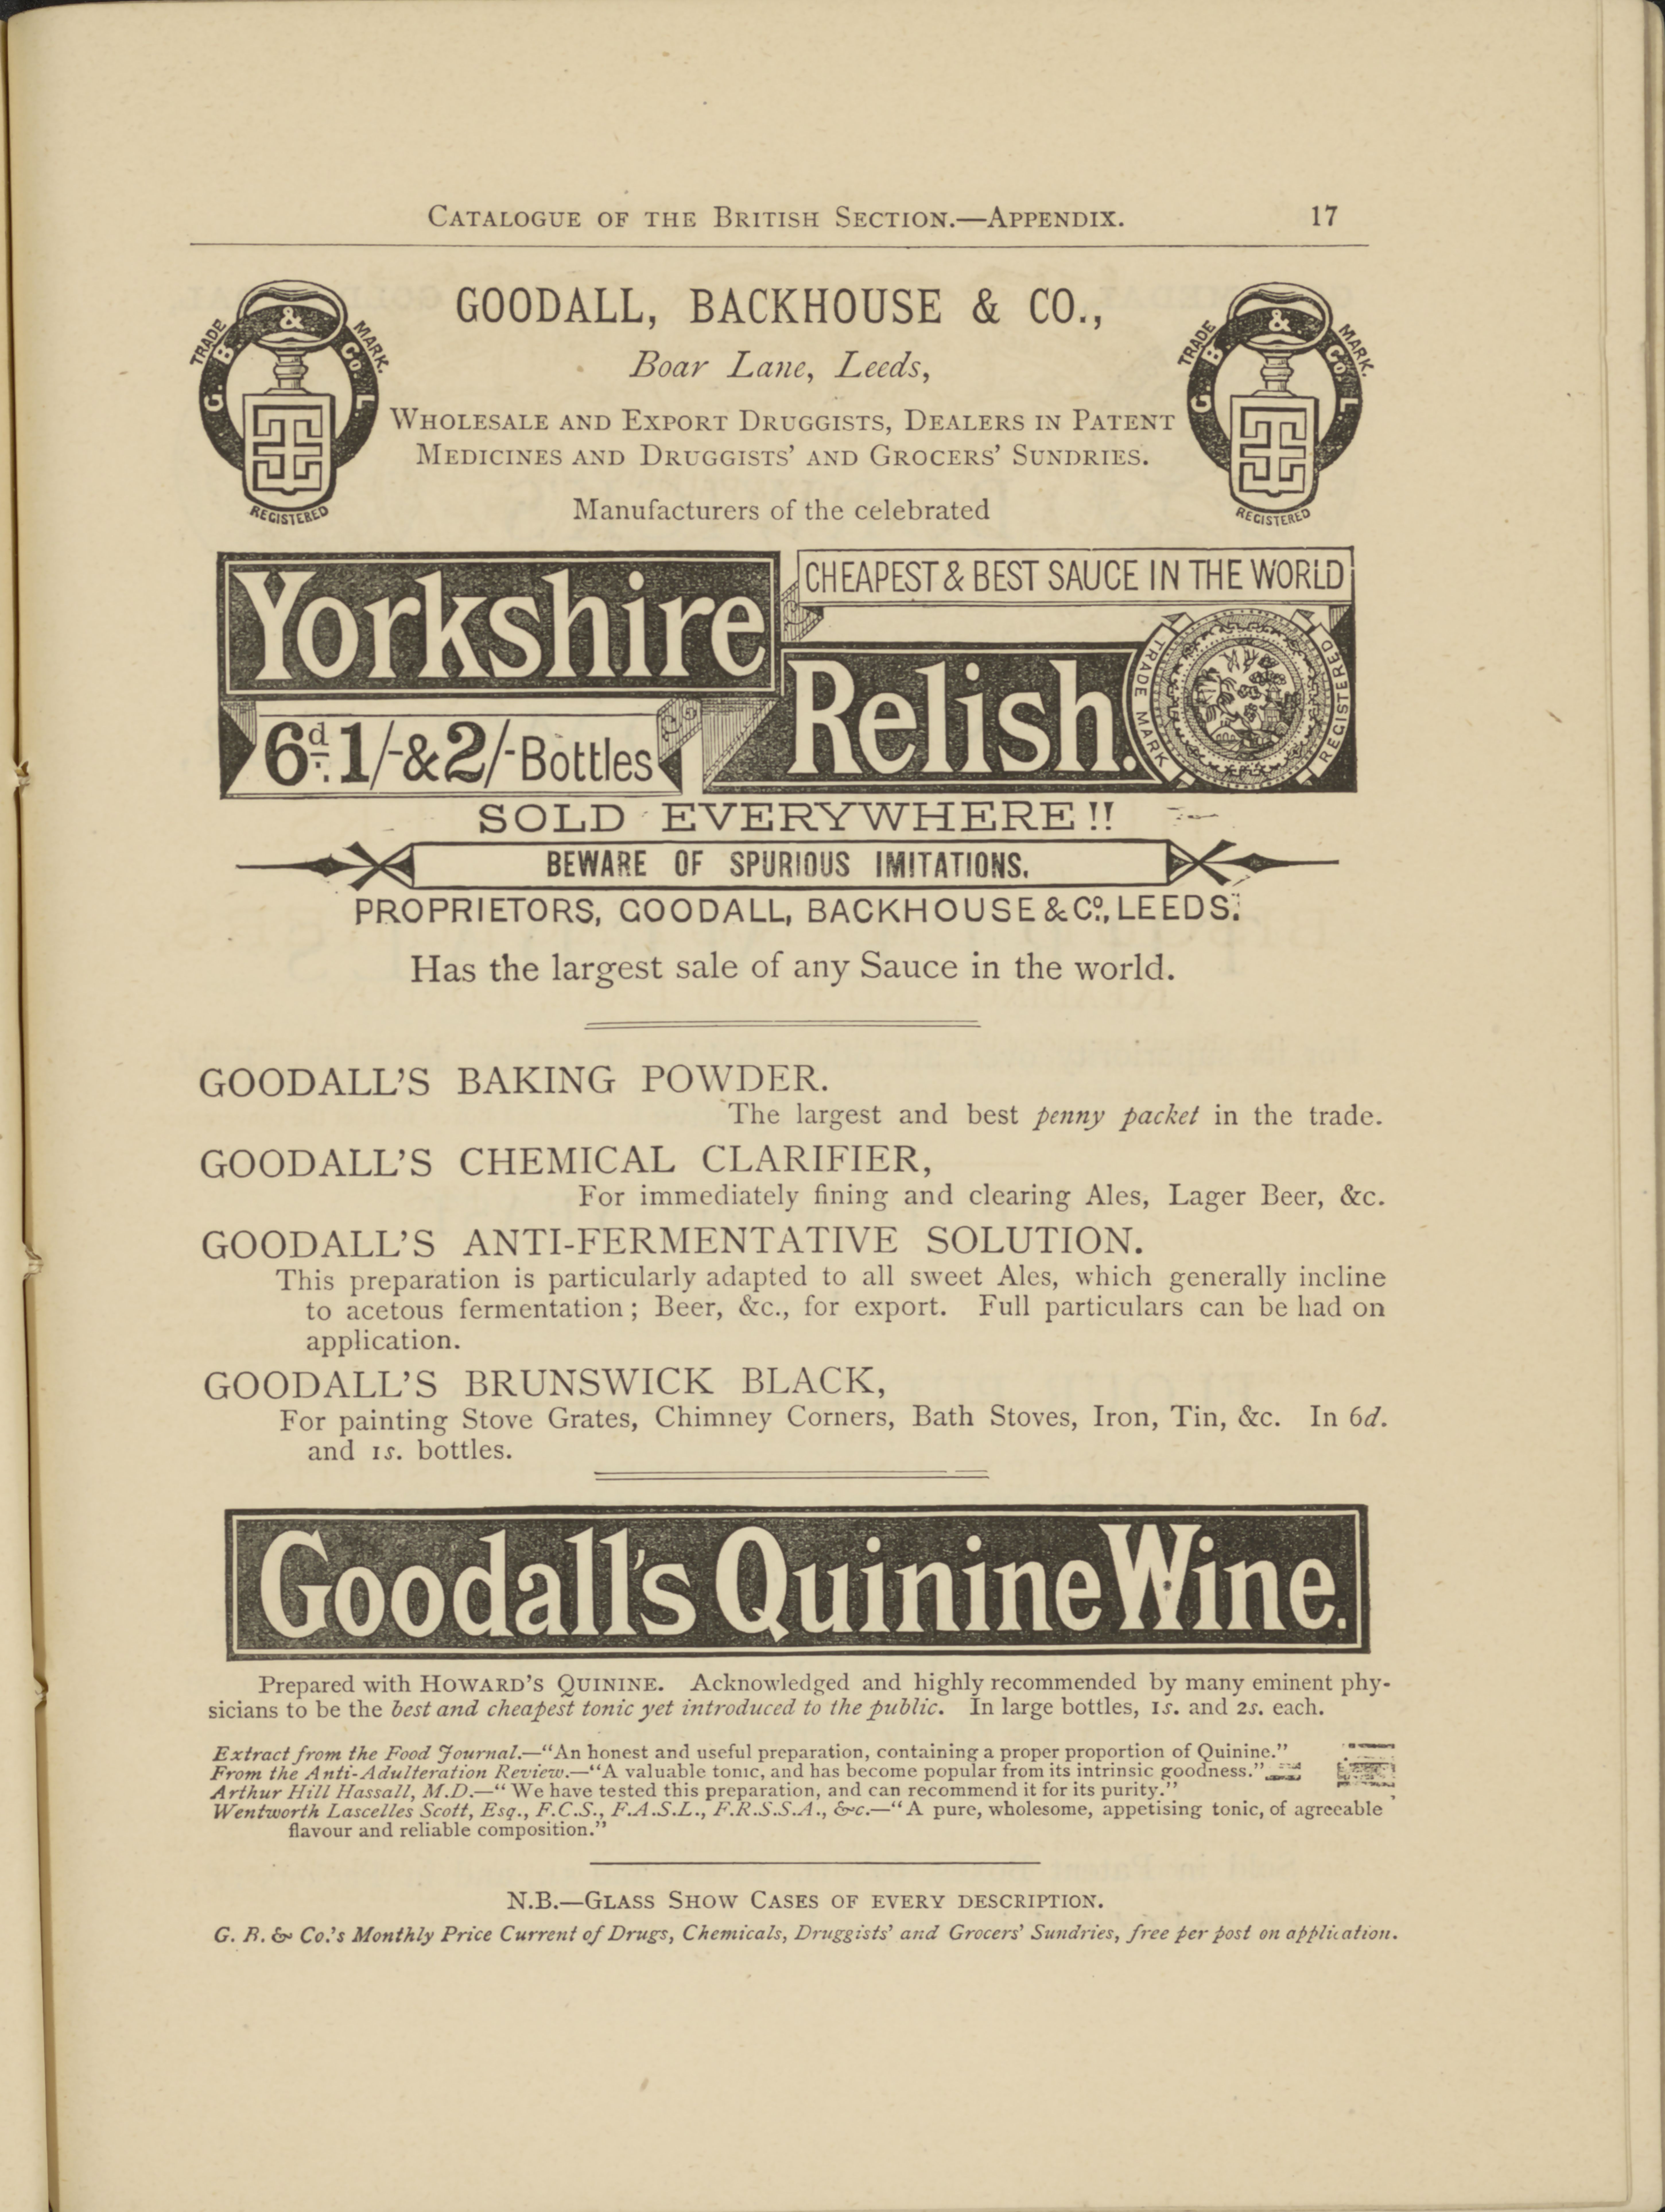 CATALOGUE OF THE BRITISH SECTION.—APPENDIX. 17
TRADE MARK.
G. B. & Co. L.
REGISTERED
GOODALL, BACKHOUSE & CO.,
Boar Lane, Leeds,
WHOLESALE AND EXPORT DRUGGISTS, DEALERS IN PATENT
MEDICINES AND DRUGGISTS' AND GROCERS' SUNDRIES.
Manufacturers of the celebrated
TRADE MARK.
G. B. & Co. L.
REGISTERED
Yorkshire
CHEAPEST & BEST SAUCE IN THE WORLD
Relish.
TRADE MARK
REGISTERED
6d. 1/- & 2/- Bottles
SOLD EVERYWHERE!!
BEWARE OF SPURIOUS IMITATIONS.
PROPRIETORS, GOODALL, BACKHOUSE & Co., LEEDS.
Has the largest sale of any Sauce in the world.
GOODALL'S BAKING POWDER.
The largest and best penny packet in the trade.
GOODALL'S CHEMICAL CLARIFIER,
For immediately fining and clearing Ales, Lager Beer, &c.
GOODALL'S ANTI-FERMENTATIVE SOLUTION.
This preparation is particularly adapted to all sweet Ales, which generally incline
to acetous fermentation; Beer, &c., for export. Full particulars can be had on
application.
GOODALL'S BRUNSWICK BLACK,
For painting Stove Grates, Chimney Corners, Bath Stoves, Iron, Tin, &c. In 6d.
and 1s. bottles.
Goodall's Quinine Wine.
Prepared with HOWARD'S QUININE. Acknowledged and highly recommended by many eminent phy-
sicians to be the best and cheapest tonic yet introduced to the public. In large bottles, 1s. and 2s. each.
Extract from the Food Journal.—"An honest and useful preparation, containing a proper proportion of Quinine."
From the Anti-Adulteration Review.—"A valuable tonic, and has become popular from its intrinsic goodness."
Arthur Hill Hassall, M.D.—"We have tested this preparation, and can recommend it for its purity."
Wentworth Lascelles Scott, Esq., F.C.S., F.A.S.L., F.R.S.S.A., &c.—"A pure, wholesome, appetising tonic, of agreeable
flavour and reliable composition."
N.B.—GLASS SHOW CASES OF EVERY DESCRIPTION.
G. B. & Co.'s Monthly Price Current of Drugs, Chemicals, Druggists' and Grocers' Sundries, free per post on application.